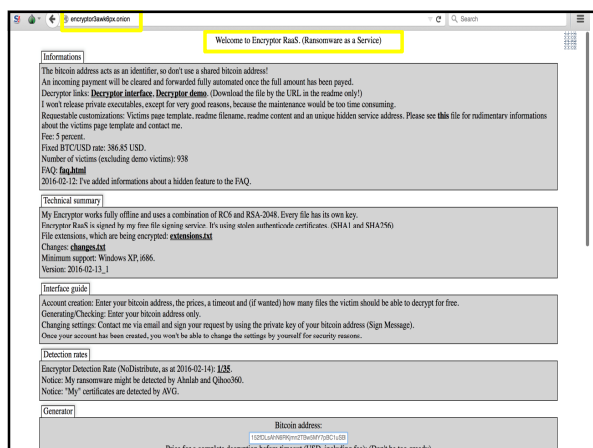 encryptor3awk6px.onion
Search
Welcome to Encryptor RaaS. (Ransomware as a Service)
Informations
The bitcoin address acts as an identifier, so don't use a shared bitcoin address!
An incoming payment will be cleared and forwarded fully automated once the full amount has been payed.
Decryptor links: Decryptor interface, Decryptor demo. (Download the file by the URL in the readme only!)
I won't release private executables, except for very good reasons, because the maintenance would be too time consuming.
Requestable customizations: Victims page template, readme filename, readme content and an unique hidden service address. Please see this file for rudimentary informations
about the victims page template and contact me.
Fee: 5 percent.
Fixed BTC/USD rate: 386.85 USD.
Number of victims (excluding demo victims): 938
FAQ: faq.html
2016-02-12: I've added informations about a hidden feature to the FAQ.
Technical summary
My Encryptor works fully offline and uses a combination of RC6 and RSA-2048. Every file has its own key.
Encryptor RaaS is signed by my free file signing service. It's using stolen authenticode certificates. (SHA1 and SHA256)
File extensions, which are being encrypted: extensions.txt
Changes: changes.txt
Minimum support: Windows XP, i686.
Version: 2016-02-13_1
Interface guide
Account creation: Enter your bitcoin address, the prices, a timeout and (if wanted) how many files the victim should be able to decrypt for free.
Generating/Checking: Enter your bitcoin address only.
Changing settings: Contact me via email and sign your request by using the private key of your bitcoin address (Sign Message).
Once your account has been created, you won't be able to change the settings by yourself for security reasons.
Detection rates
Encryptor Detection Rate (NoDistribute, as at 2016-02-14): 1/35.
Notice: My ransomware might be detected by Ahnlab and Qihoo360.
Notice: "My" certificates are detected by AVG.
Generator
Bitcoin address:
Price for a complete decryption before timeout (USD, including fee): (Don't be too greedy)